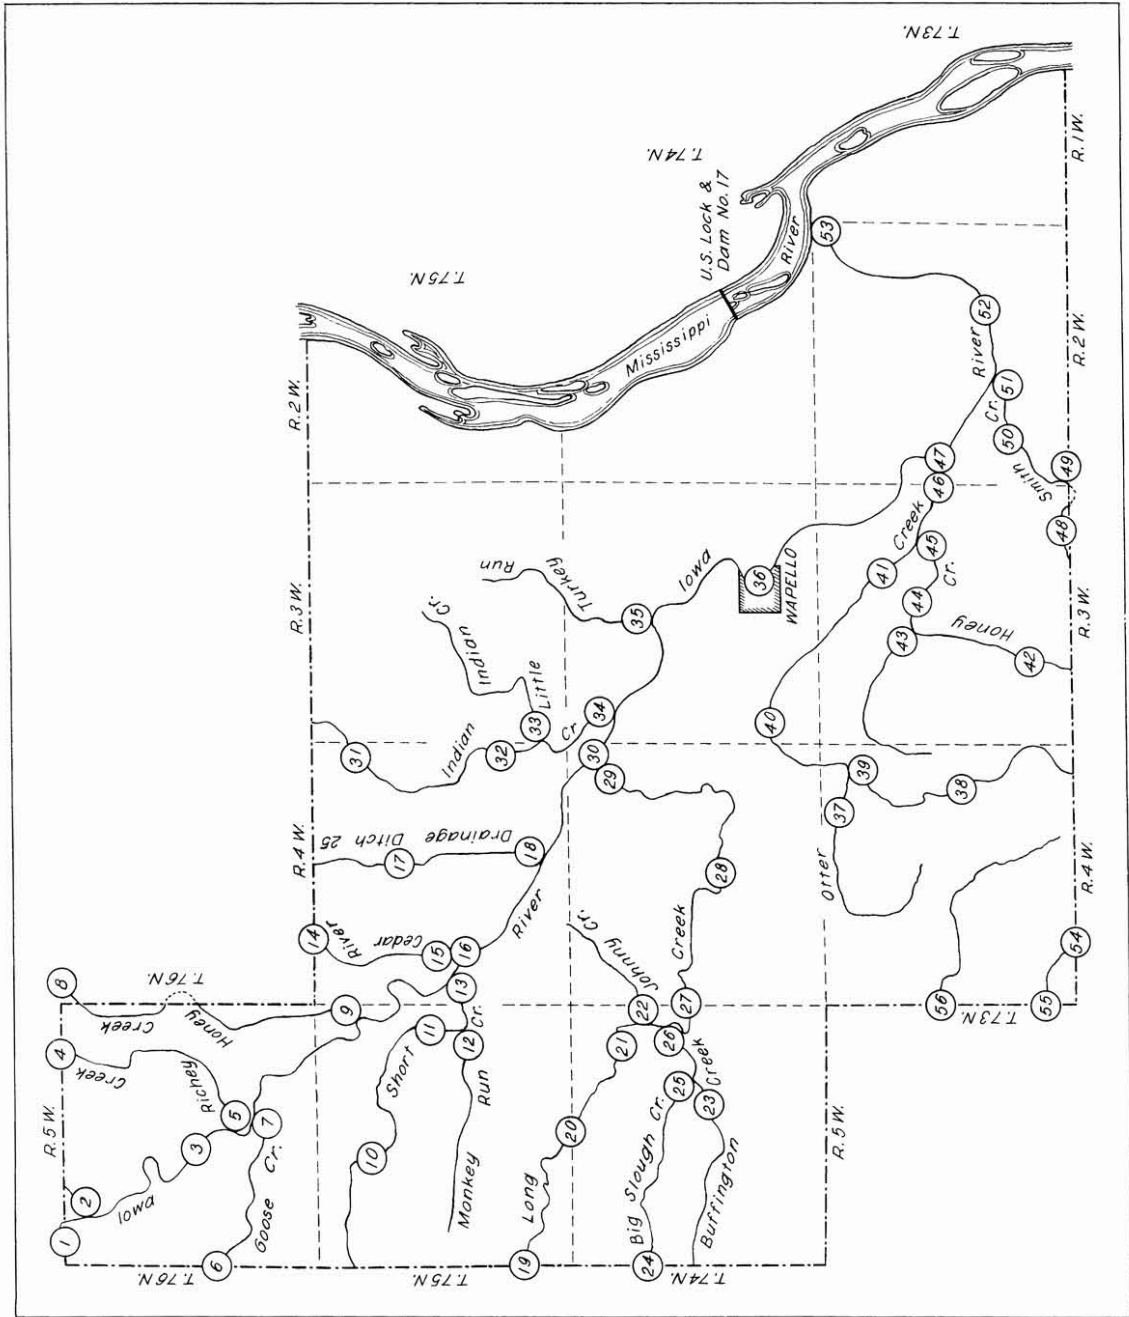 T.73N.
T.74N.
U.S. Lock &
Dam No.17
T.75N.
Mississippi
River
R.2W.
R.3W.
R.4W.
R.5W.
T.76N.
T.76N.
T.75N.
T.74N.
R.5W.
T.73N.
R.4W.
R.3W.
R.2W.
R.1W.
Iowa
Richey
Creek
Honey
Creek
Goose Cr.
Short
Cr.
Monkey Run
Cedar
River
River
Drainage Ditch 25
Indian
Cr
Little
Indian
Cr.
Turkey
Run
Iowa
WAPELLO
Long
Creek
Johnny Cr.
Big Slough Cr.
Buffington
Creek
Otter
Creek
Honey
Cr.
Smith
Cr.
River
1
2
3
4
5
6
7
8
9
10
11
12
13
14
15
16
17
18
19
20
21
22
23
24
25
26
27
28
29
30
31
32
33
34
35
36
37
38
39
40
41
42
43
44
45
46
47
48
49
50
51
52
53
54
55
56